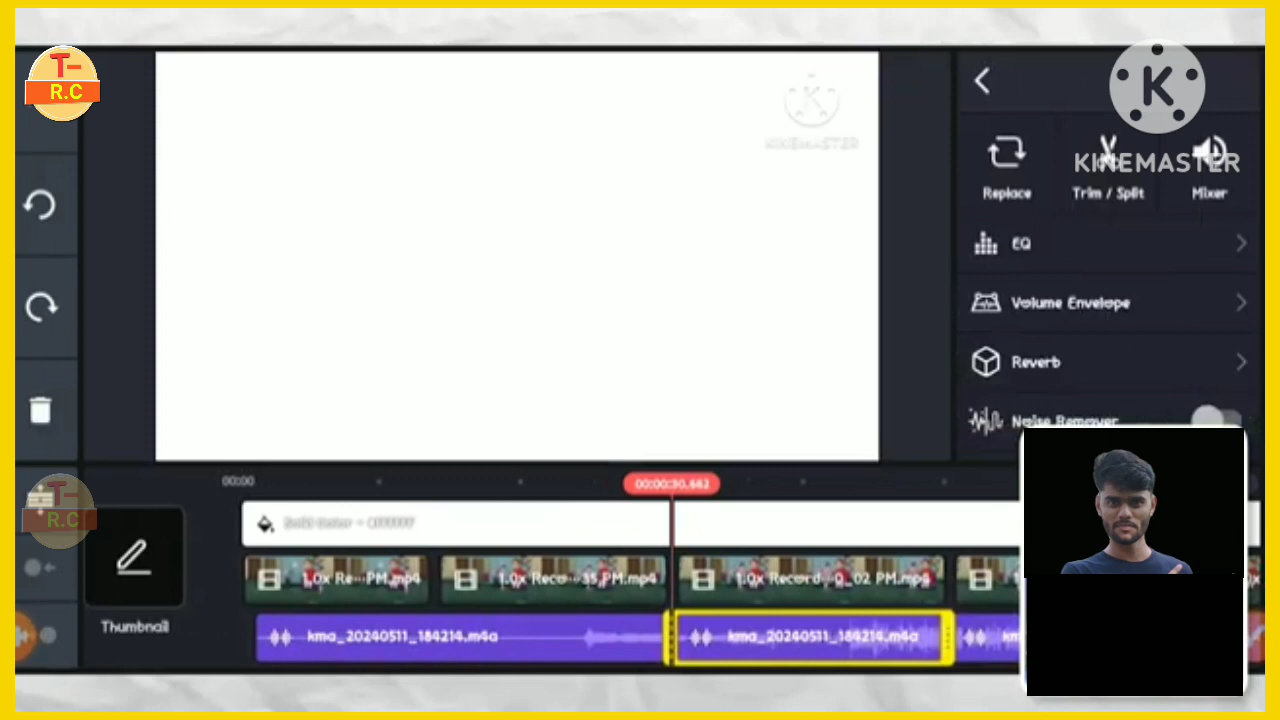 T-
R.C
K
KINEMASTER
K
KINEMASTER
Replace
Trim / Split
Mixer
EQ
Volume Envelope
Reverb
Noise Remover
00:00
00:00:30.662
T-
R.C
1.0x Re···PM.mp4
1.0x Reco···35 PM.mp4
1.0x Record···0_02 PM.mp4
Thumbnail
kma_20240511_184214.m4a
kma_20240511_184214.m4a
km